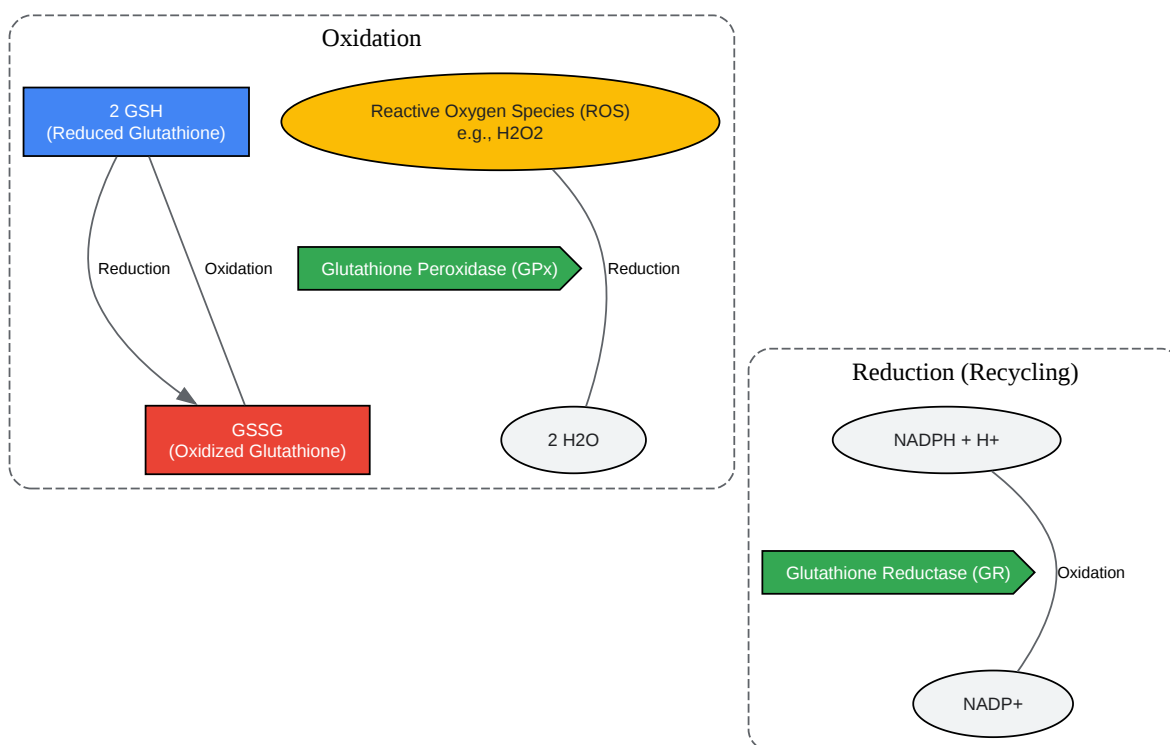 Oxidation
2 GSH
(Reduced Glutathione)
Reactive Oxygen Species (ROS)
e.g., H2O2
Reduction
Oxidation
Glutathione Peroxidase (GPx)
Reduction
GSSG
(Oxidized Glutathione)
2 H2O
Reduction (Recycling)
NADPH + H+
Glutathione Reductase (GR)
Oxidation
NADP+